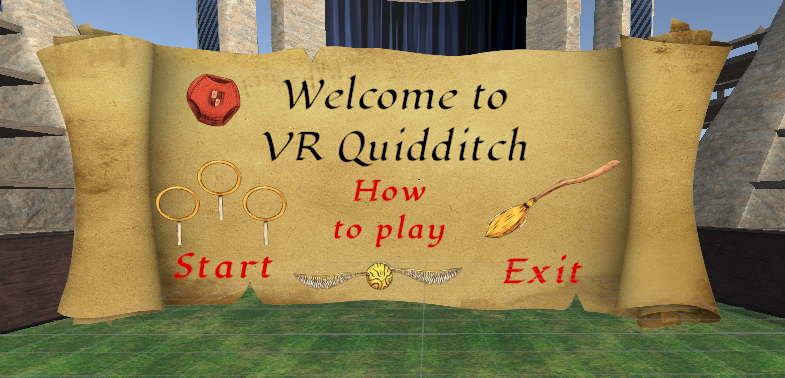 Welcome to
VR Quidditch
How
to play
Start
Exit